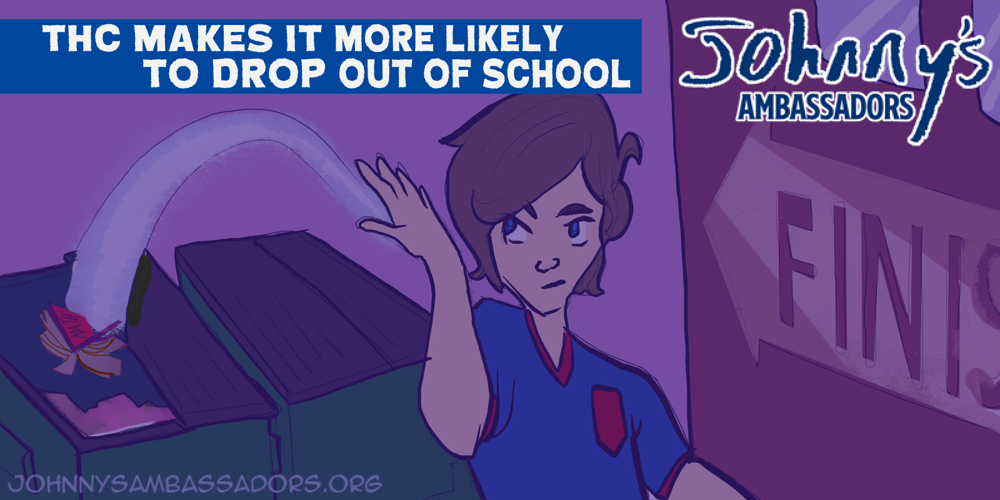 THC MAKES IT MORE LIKELY
TO DROP OUT OF SCHOOL
Johnny's
AMBASSADORS
FINIS
MATH
JOHNNYSAMBASSADORS.ORG